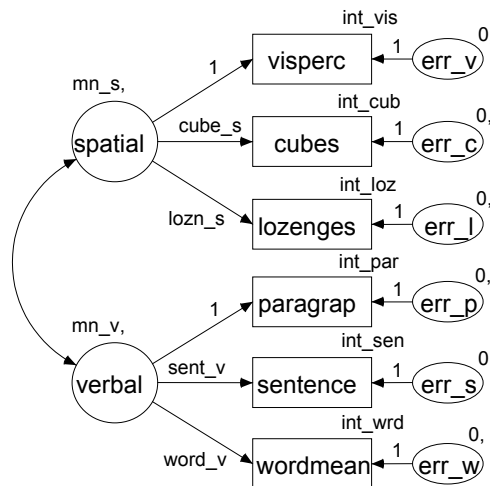 int_vis
0
1
visperc
1
err_v
mn_s,
int_cub
0,
spatial
cube_s
cubes
1
err_c
int_loz
0,
lozn_s
lozenges
1
err_l
int_par
0,
1
paragrap
1
err_p
mn_v,
int_sen
0
verbal
sent_v
sentence
1
err_s
int_wrd
0,
word_v
wordmean
1
err_w